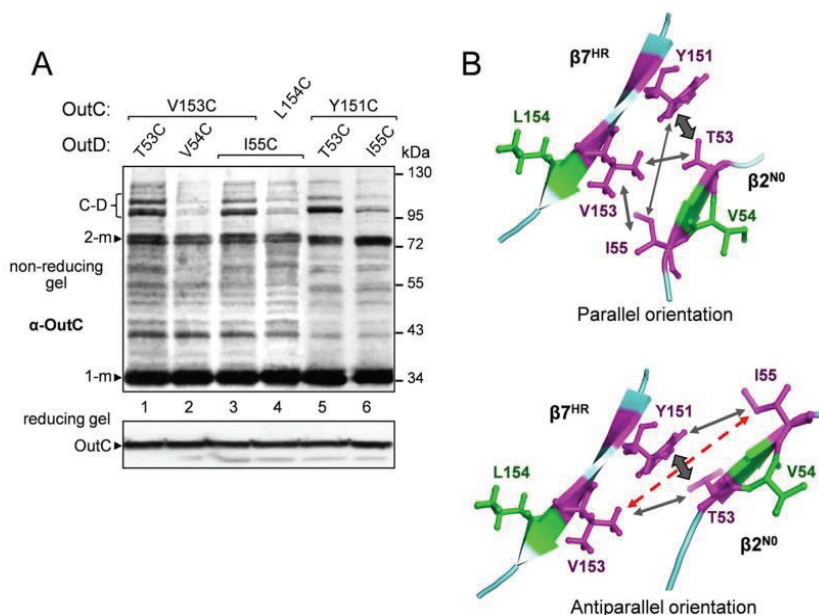 A
OutC: V153C L154C Y151C
OutD: T53C V54C I55C T53C I55C
kDa
130
C-D
95
2-m
72
non-reducing
gel
55
α-OutC
43
1-m
34
1 2 3 4 5 6
reducing gel
OutC
B
β7HR
Y151
L154
T53
β2N0
V153
V54
I55
Parallel orientation
I55
β7HR
Y151
L154
V54
T53
β2N0
V153
Antiparallel orientation